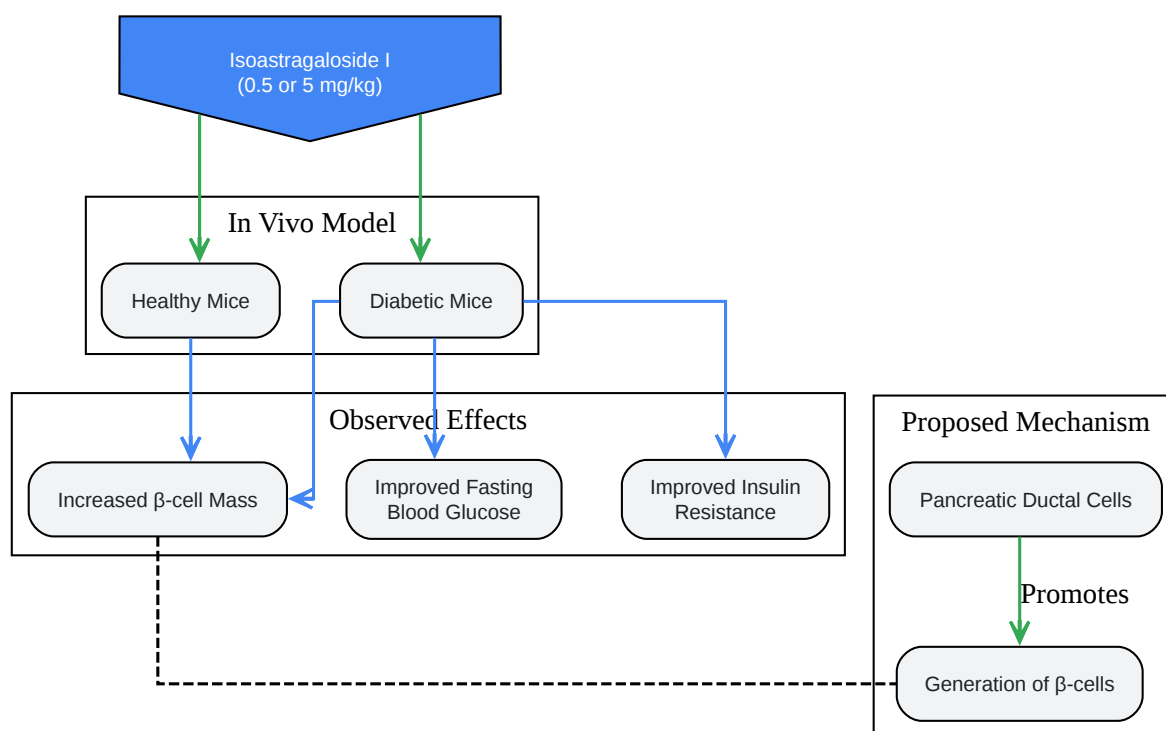 Isoastragaloside I
(0.5 or 5 mg/kg)
In Vivo Model
Healthy Mice
Diabetic Mice
Observed Effects
Increased β-cell Mass
Improved Fasting
Blood Glucose
Improved Insulin
Resistance
Proposed Mechanism
Pancreatic Ductal Cells
Promotes
Generation of β-cells